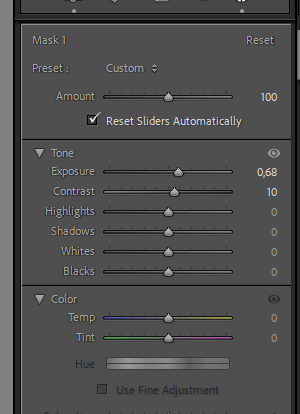 Mask 1 Reset
Preset : Custom
Amount 100
Reset Sliders Automatically
Tone
Exposure 0,68
Contrast 10
Highlights 0
Shadows 0
Whites 0
Blacks 0
Color
Temp 0
Tint 0
Hue
Use Fine Adjustment